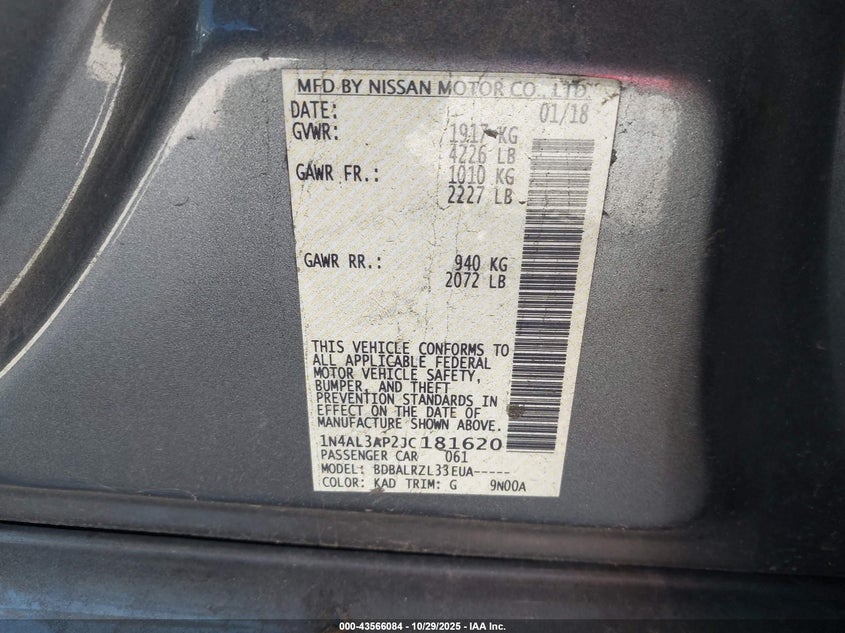 MFD BY NISSAN MOTOR CO., LTD.
DATE: 01/18
GVWR: 1917 KG
4226 LB
GAWR FR.: 1010 KG
2227 LB
GAWR RR.: 940 KG
2072 LB
THIS VEHICLE CONFORMS TO
ALL APPLICABLE FEDERAL
MOTOR VEHICLE SAFETY,
BUMPER, AND THEFT
PREVENTION STANDARDS IN
EFFECT ON THE DATE OF
MANUFACTURE SHOWN ABOVE.
1N4AL3AP2JC181620
PASSENGER CAR 061
MODEL: BDBALRZL33EUA-----
COLOR: KAD TRIM: G 9N00A
000-43566084 | 10/29/2025 - IAA Inc.